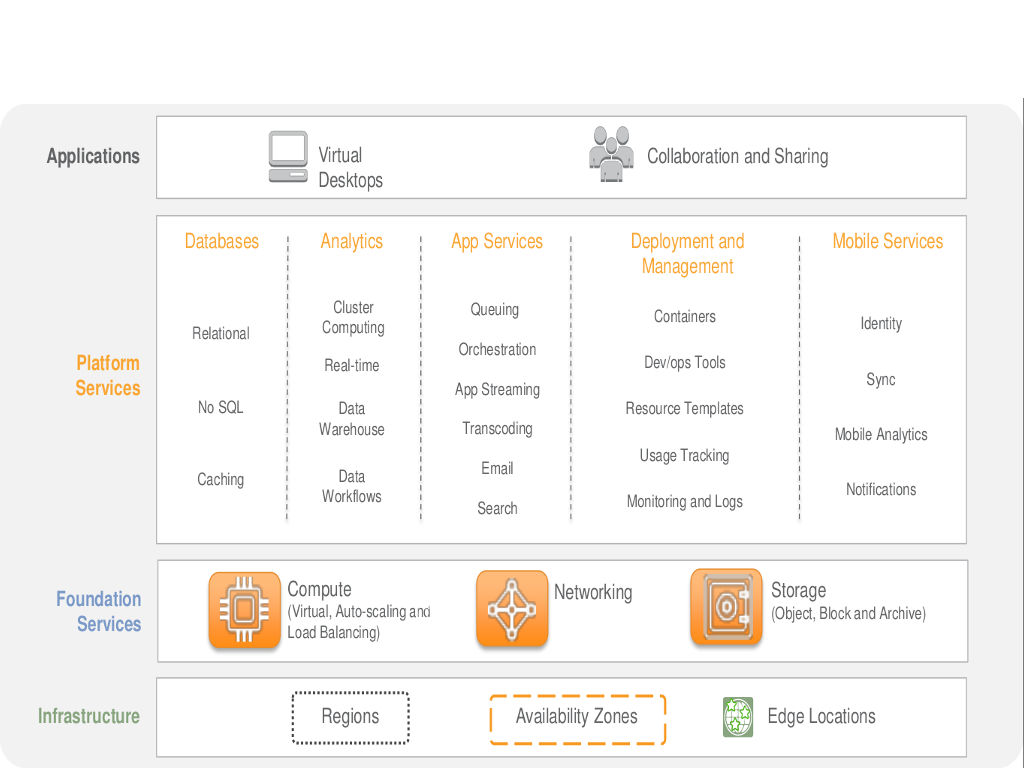 Applications
Virtual
Desktops
Collaboration and Sharing
Platform
Services
Databases
Relational
No SQL
Caching
Analytics
Cluster
Computing
Real-time
Data
Warehouse
Data
Workflows
App Services
Queuing
Orchestration
App Streaming
Transcoding
Email
Search
Deployment and
Management
Containers
Dev/ops Tools
Resource Templates
Usage Tracking
Monitoring and Logs
Mobile Services
Identity
Sync
Mobile Analytics
Notifications
Foundation
Services
Compute
(Virtual, Auto-scaling and
Load Balancing)
Networking
Storage
(Object, Block and Archive)
Infrastructure
Regions
Availability Zones
Edge Locations